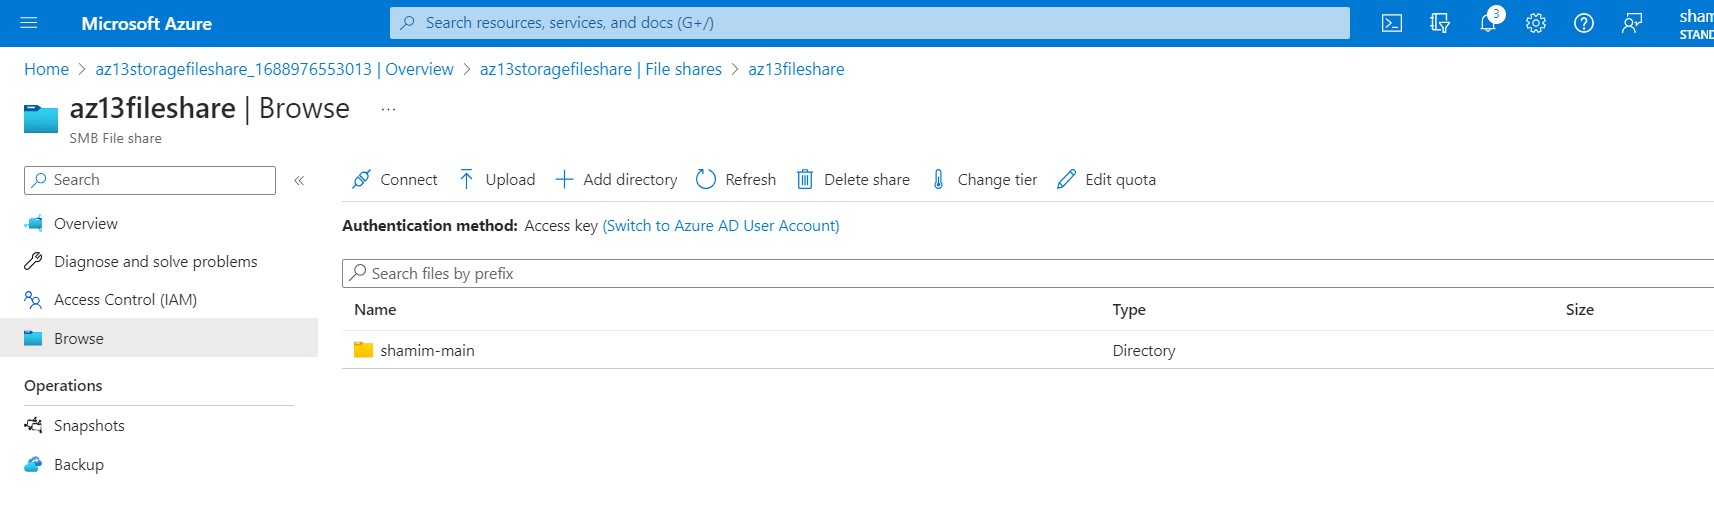 Microsoft Azure
Search resources, services, and docs (G+/)
3
sham
STAND
Home > az13storagefileshare_1688976553013 | Overview > az13storagefileshare | File shares > az13fileshare
az13fileshare | Browse ...
SMB File share
Search
«
Connect
Upload
Add directory
Refresh
Delete share
Change tier
Edit quota
Overview
Diagnose and solve problems
Access Control (IAM)
Browse
Operations
Snapshots
Backup
Authentication method: Access key (Switch to Azure AD User Account)
Search files by prefix
Name Type Size
shamim-main Directory